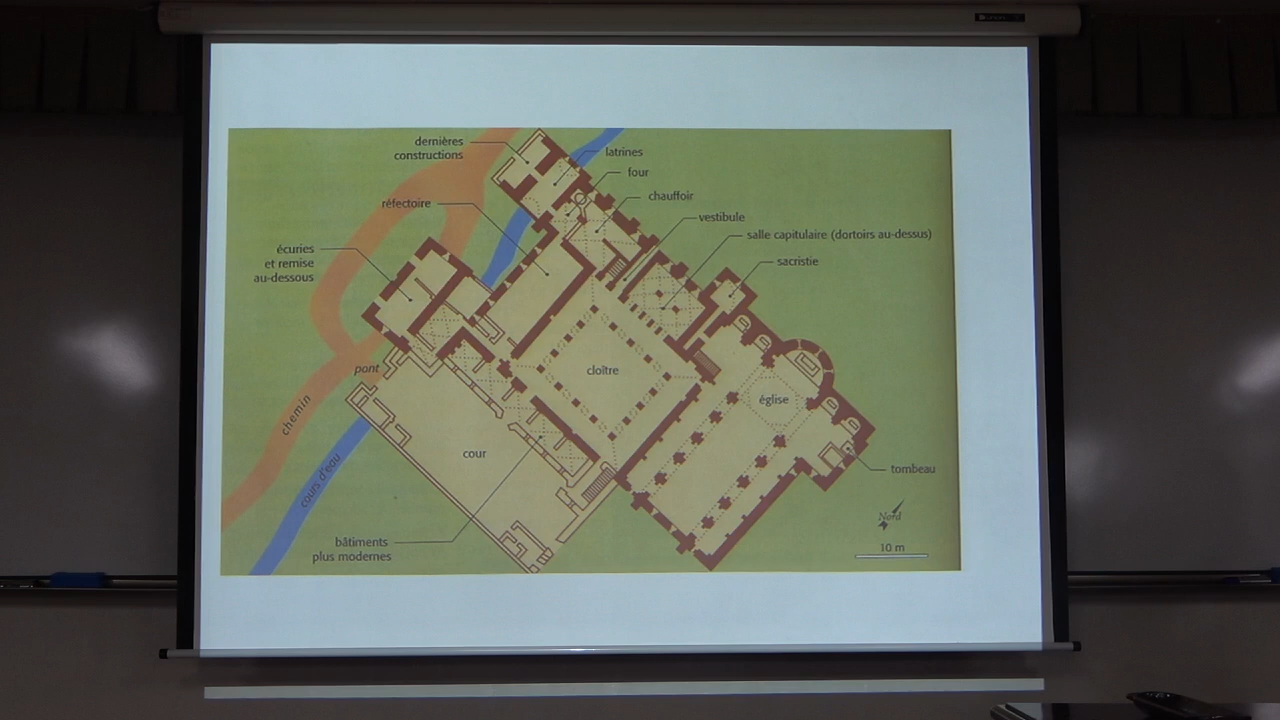 dernières
constructions
latrines
four
réfectoire
chauffoir
vestibule
salle capitulaire (dortoirs au-dessus)
écuries
et remise
au-dessous
sacristie
pont
cloître
chemin
église
cour
cours d'eau
tombeau
Nord
bâtiments
plus modernes
10 m